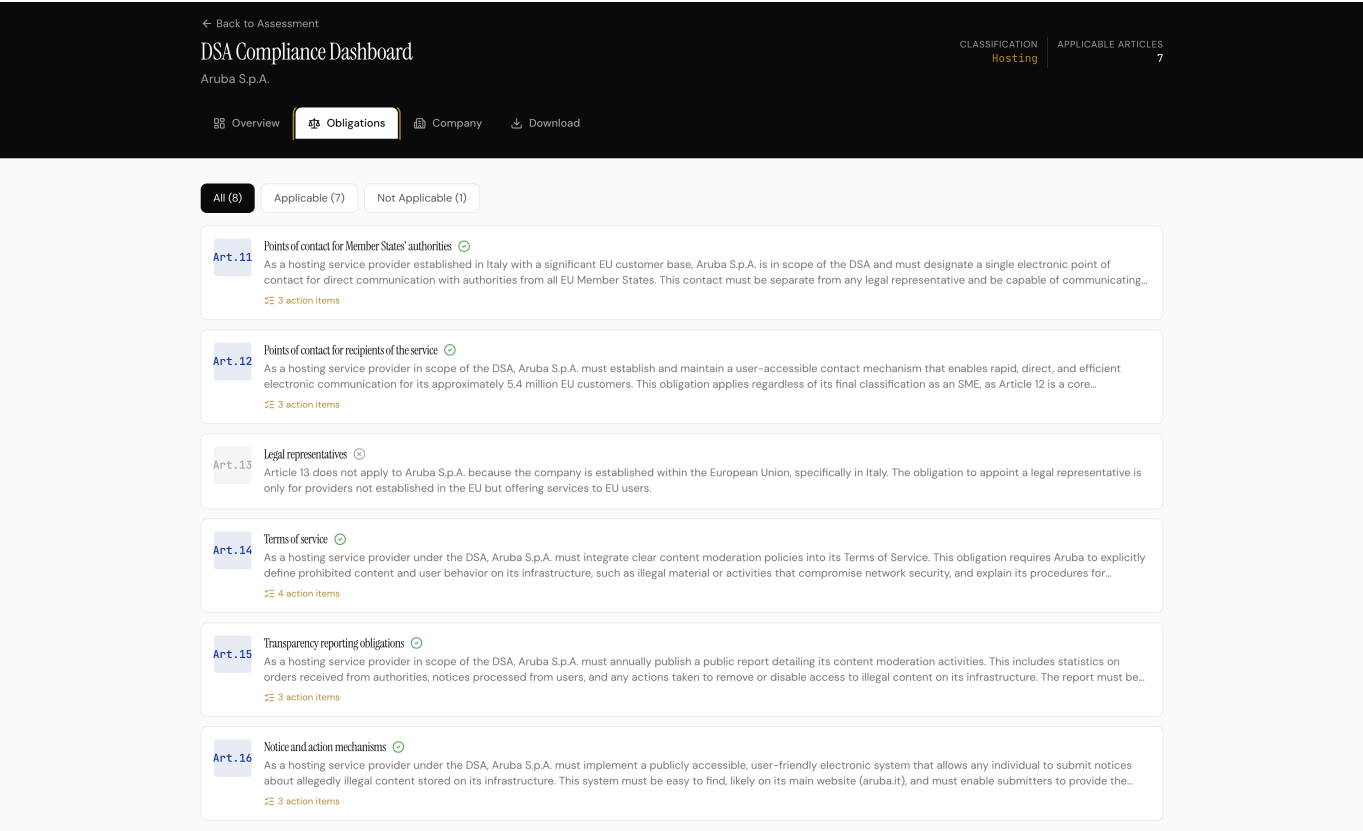 ← Back to Assessment
DSA Compliance Dashboard
Aruba S.p.A.
CLASSIFICATION
Hosting
APPLICABLE ARTICLES
7
Overview
Obligations
Company
Download
All (8)
Applicable (7)
Not Applicable (1)
Art.11
Points of contact for Member States' authorities
As a hosting service provider established in Italy with a significant EU customer base, Aruba S.p.A. is in scope of the DSA and must designate a single electronic point of
contact for direct communication with authorities from all EU Member States. This contact must be separate from any legal representative and be capable of communicating…
3 action items
Art.12
Points of contact for recipients of the service
As a hosting service provider in scope of the DSA, Aruba S.p.A. must establish and maintain a user-accessible contact mechanism that enables rapid, direct, and efficient
electronic communication for its approximately 5.4 million EU customers. This obligation applies regardless of its final classification as an SME, as Article 12 is a core…
3 action items
Art.13
Legal representatives
Article 13 does not apply to Aruba S.p.A. because the company is established within the European Union, specifically in Italy. The obligation to appoint a legal representative is
only for providers not established in the EU but offering services to EU users.
Art.14
Terms of service
As a hosting service provider under the DSA, Aruba S.p.A. must integrate clear content moderation policies into its Terms of Service. This obligation requires Aruba to explicitly
define prohibited content and user behavior on its infrastructure, such as illegal material or activities that compromise network security, and explain its procedures for…
4 action items
Art.15
Transparency reporting obligations
As a hosting service provider in scope of the DSA, Aruba S.p.A. must annually publish a public report detailing its content moderation activities. This includes statistics on
orders received from authorities, notices processed from users, and any actions taken to remove or disable access to illegal content on its infrastructure. The report must be…
3 action items
Art.16
Notice and action mechanisms
As a hosting service provider under the DSA, Aruba S.p.A. must implement a publicly accessible, user-friendly electronic system that allows any individual to submit notices
about allegedly illegal content stored on its infrastructure. This system must be easy to find, likely on its main website (aruba.it), and must enable submitters to provide the…
3 action items